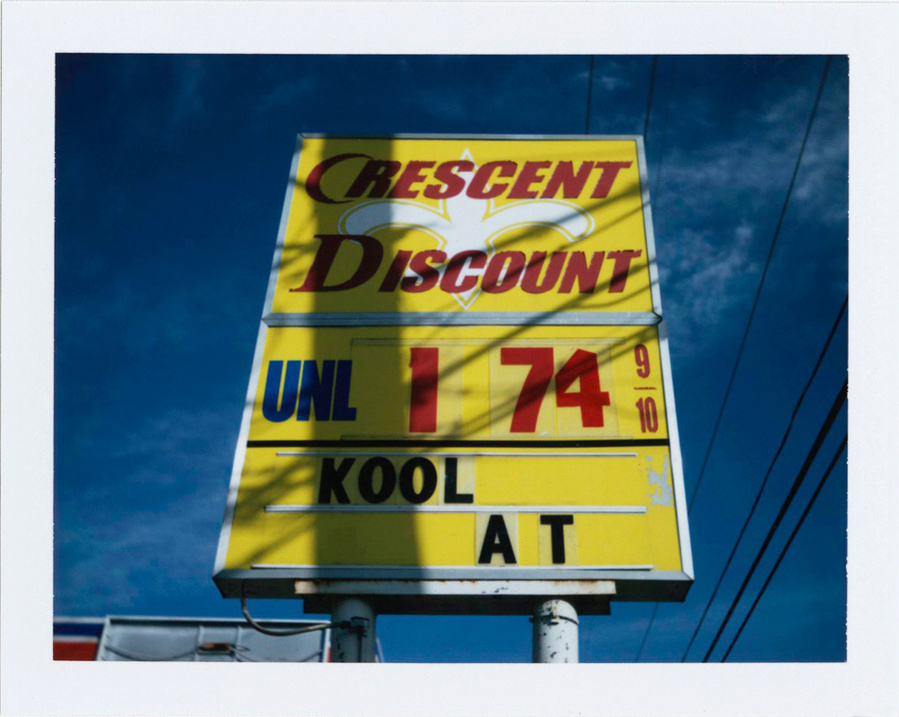 CRESCENT
DISCOUNT
UNL 1 74 9/10
KOOL
AT